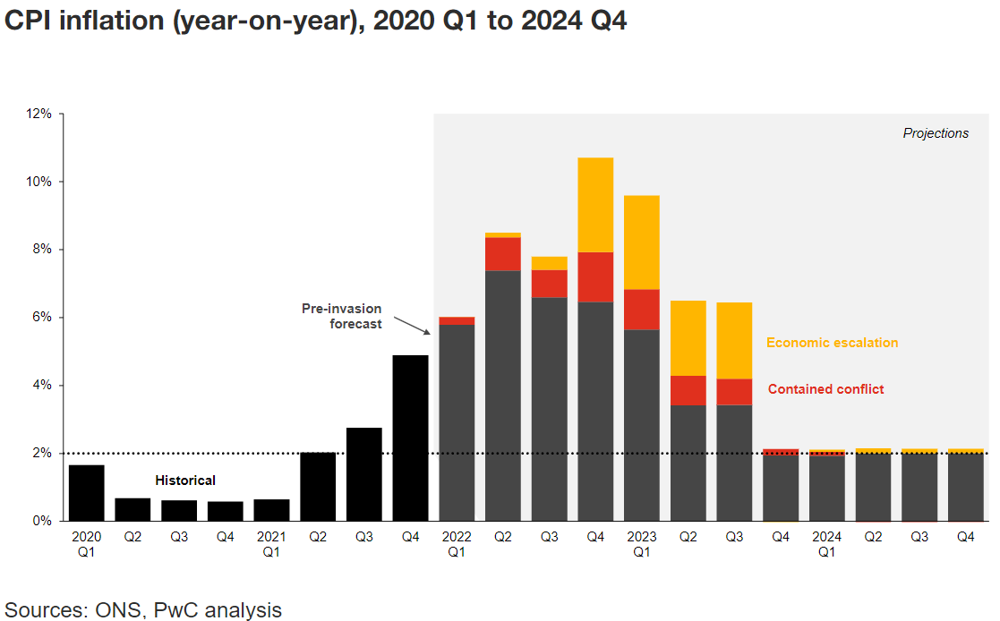 CPI inflation (year-on-year), 2020 Q1 to 2024 Q4
12%
Projections
10%
8%
Pre-invasion
forecast
6%
Economic escalation
4%
Contained conflict
2%
Historical
0%
2020 Q2 Q3 Q4 2021 Q2 Q3 Q4 2022 Q2 Q3 Q4 2023 Q2 Q3 Q4 2024 Q2 Q3 Q4
Q1 Q1 Q1 Q1 Q1
Sources: ONS, PwC analysis